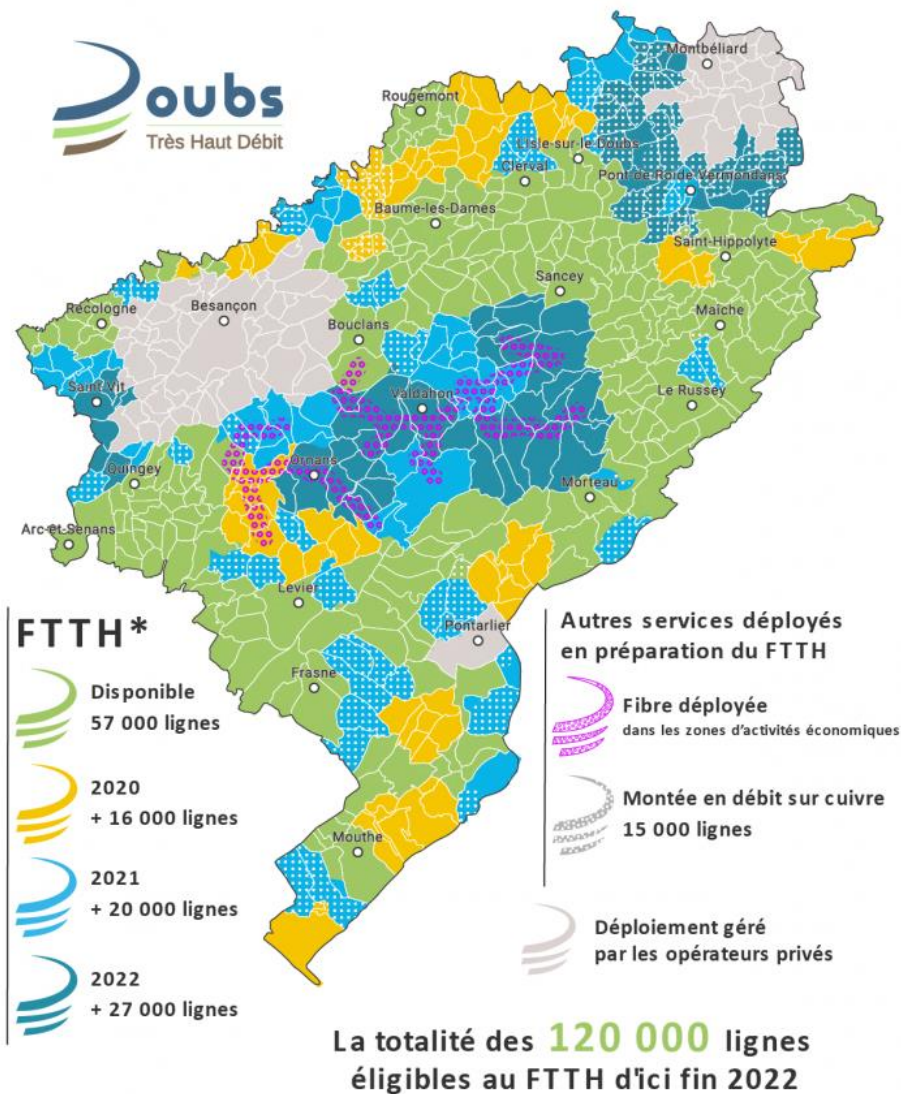 Doubs
Très Haut Débit
Montbéliard
Rougemont
L'Isle-sur-le-Doubs
Clerval
Pont-de-Roide-Vermondans
Baume-les-Dames
Saint-Hippolyte
Sancey
Recologne
Besançon
Maîche
Bouclans
Saint-Vit
Valdahon
Le Russey
Quingey
Ornans
Morteau
Arc-et-Senans
Levier
Pontarlier
Frasne
Mouthe
FTTH*
Disponible
57 000 lignes
2020
+ 16 000 lignes
2021
+ 20 000 lignes
2022
+ 27 000 lignes
Autres services déployés
en préparation du FTTH
Fibre déployée
dans les zones d'activités économiques
Montée en débit sur cuivre
15 000 lignes
Déploiement géré
par les opérateurs privés
La totalité des 120 000 lignes
éligibles au FTTH d'ici fin 2022